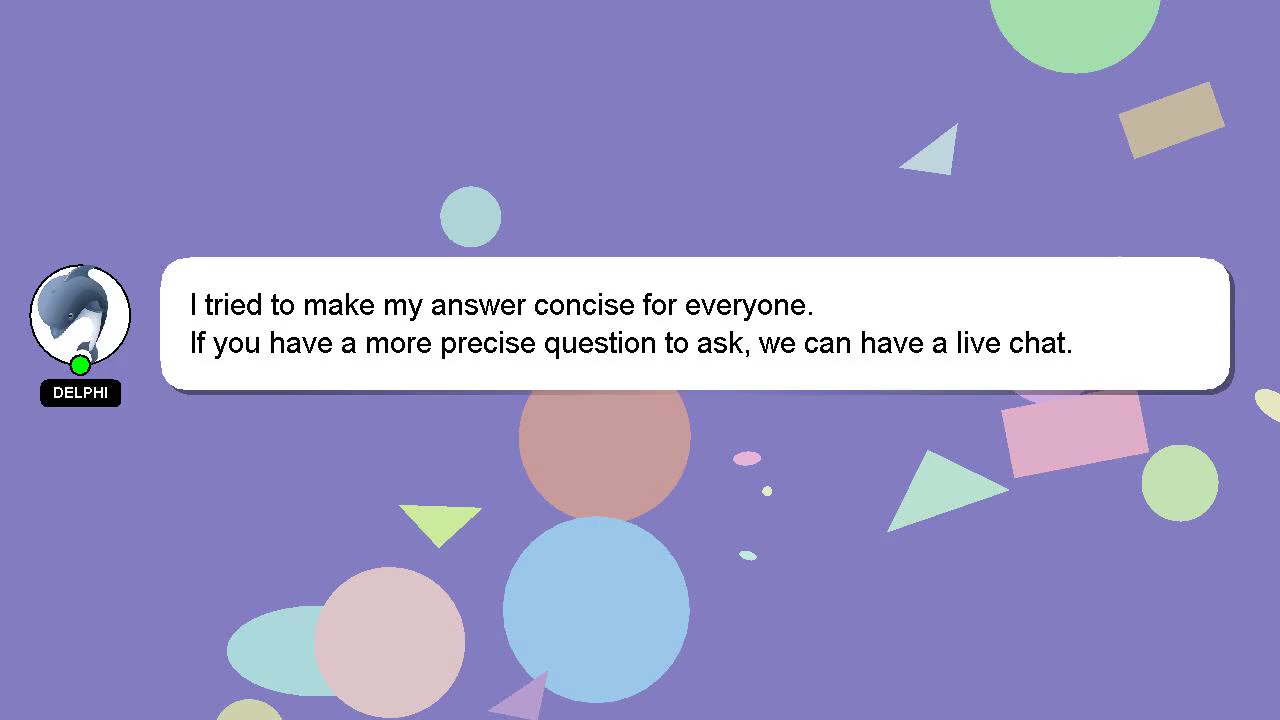 I tried to make my answer concise for everyone.
If you have a more precise question to ask, we can have a live chat.
DELPHI